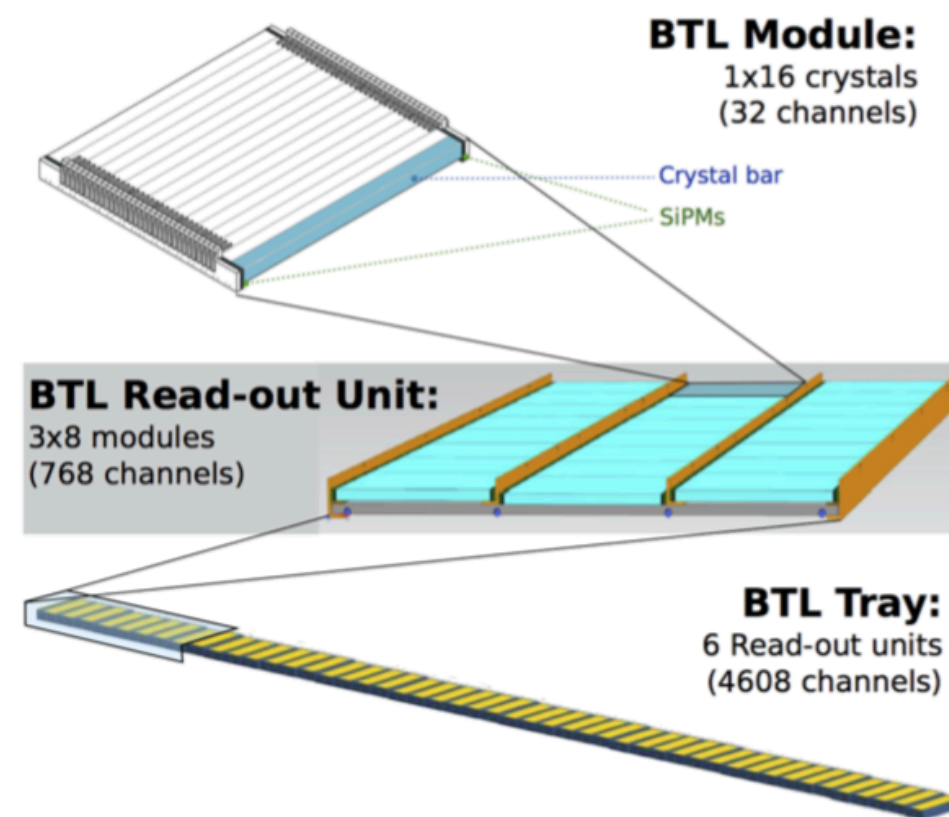 BTL Module:
1x16 crystals
(32 channels)
Crystal bar
SiPMs
BTL Read-out Unit:
3x8 modules
(768 channels)
BTL Tray:
6 Read-out units
(4608 channels)